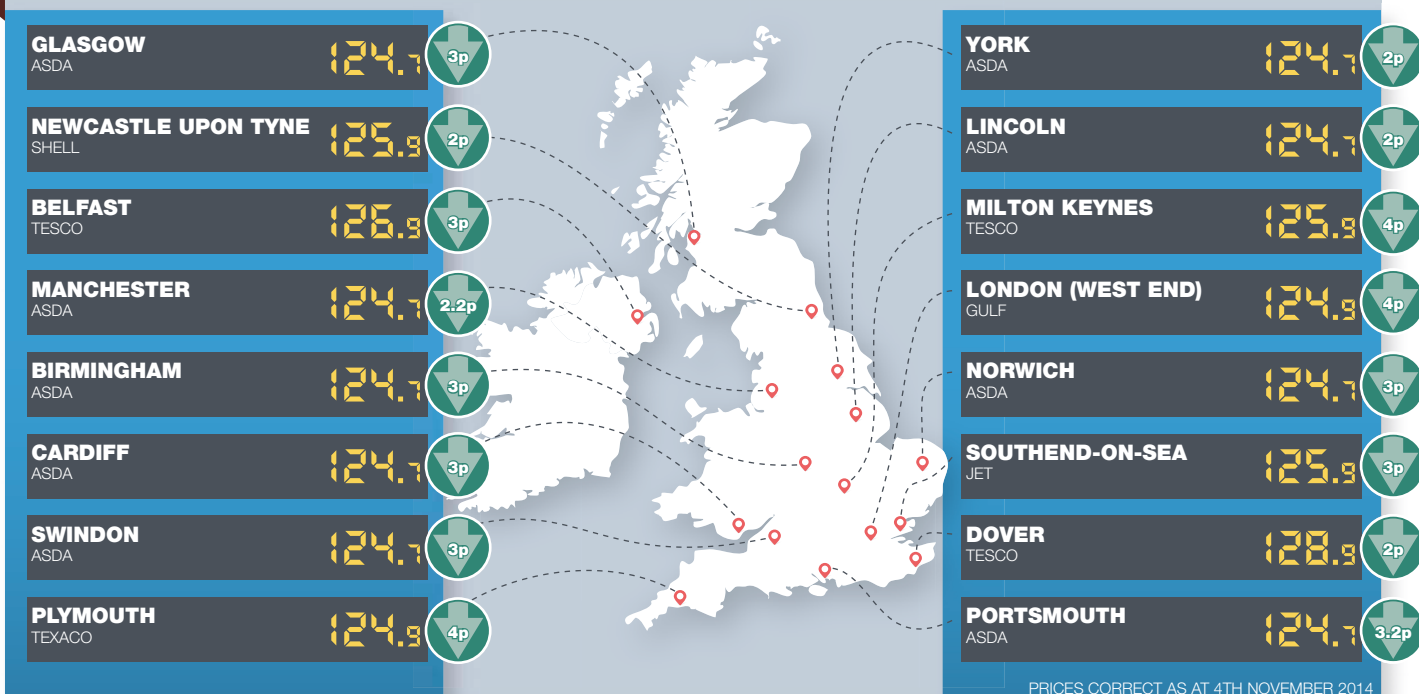 GLASGOW
ASDA
124.7
3p
NEWCASTLE UPON TYNE
SHELL
125.9
2p
BELFAST
TESCO
126.9
3p
MANCHESTER
ASDA
124.7
2.2p
BIRMINGHAM
ASDA
124.7
3p
CARDIFF
ASDA
124.7
3p
SWINDON
ASDA
124.7
3p
PLYMOUTH
TEXACO
124.9
4p
YORK
ASDA
124.7
2p
LINCOLN
ASDA
124.7
2p
MILTON KEYNES
TESCO
125.9
4p
LONDON (WEST END)
GULF
124.9
4p
NORWICH
ASDA
124.7
3p
SOUTHEND-ON-SEA
JET
125.9
3p
DOVER
TESCO
128.9
2p
PORTSMOUTH
ASDA
124.7
3.2p
PRICES CORRECT AS AT 4TH NOVEMBER 2014